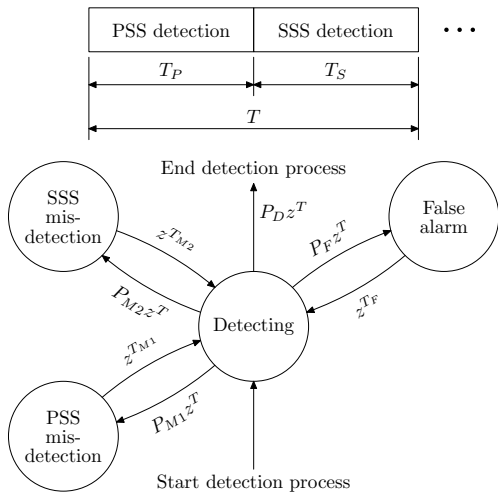 PSS detection SSS detection ...
T_P T_S
T
End detection process
SSS
mis-
detection
z^{T_{M2}}
P_{M2}z^T
P_D z^T
P_F z^T
z^{T_F}
False
alarm
Detecting
z^{T_{M1}}
P_{M1}z^T
PSS
mis-
detection
Start detection process